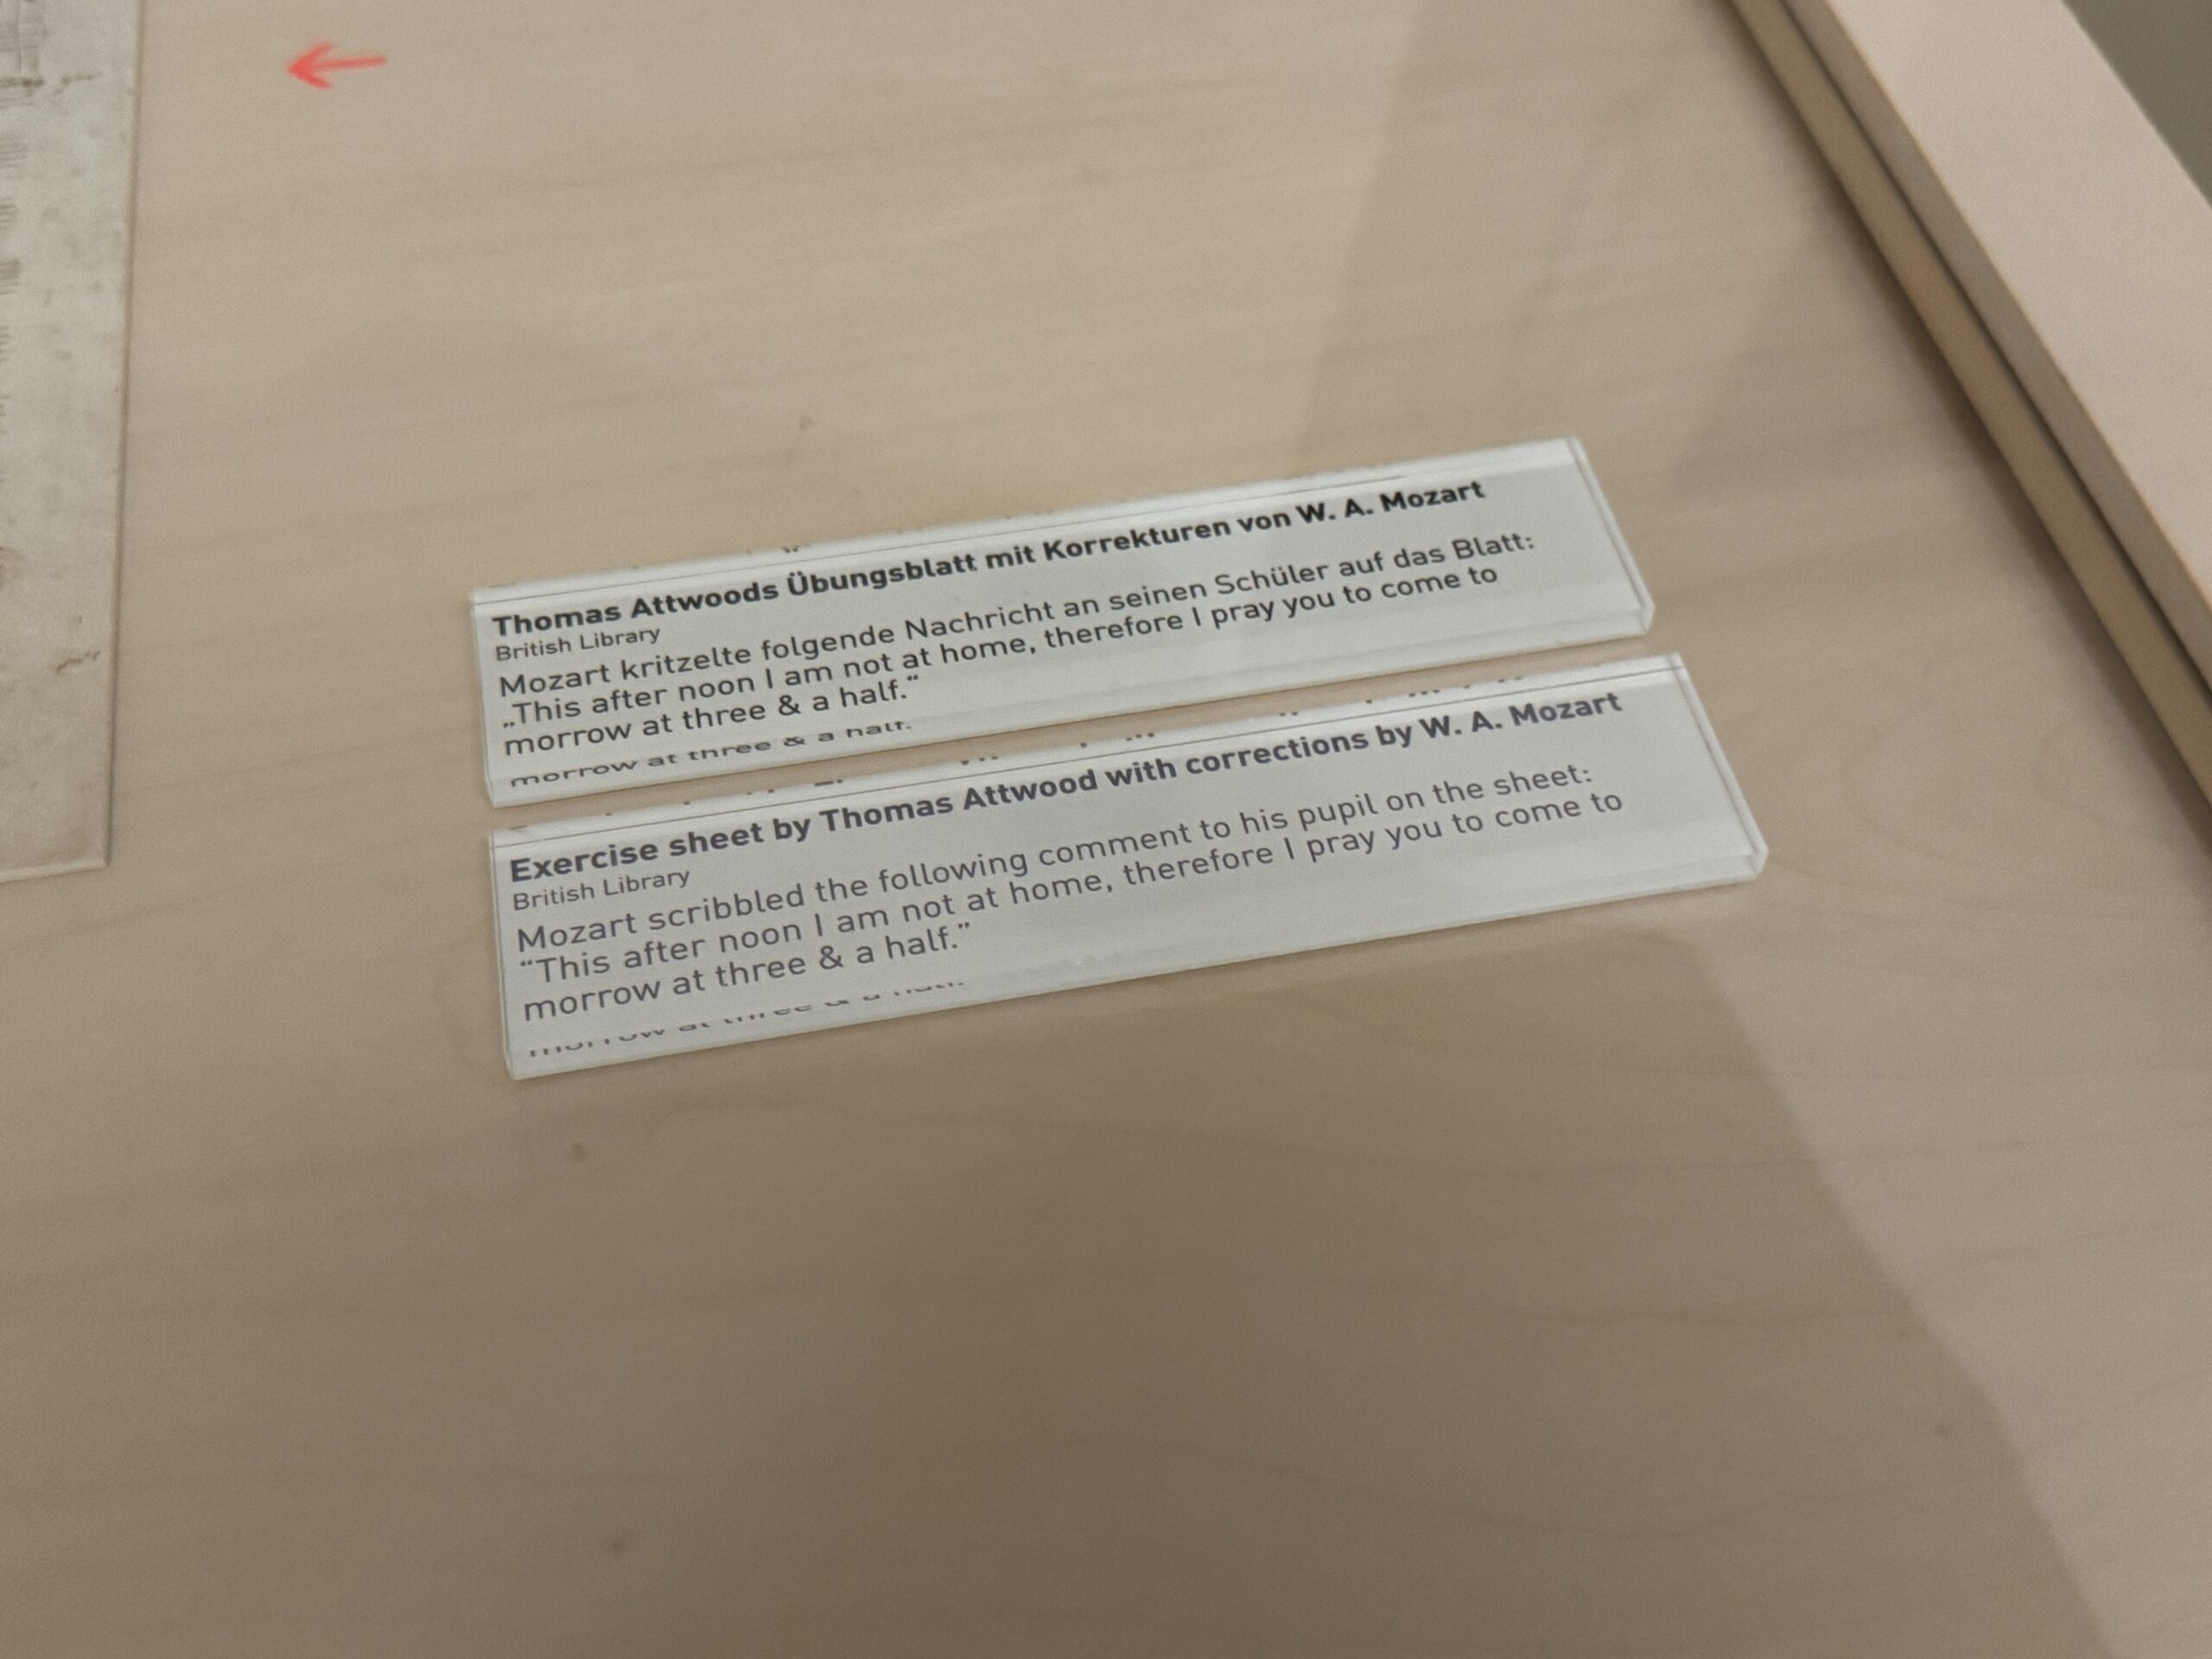 Thomas Attwoods Übungsblatt mit Korrekturen von W. A. Mozart
British Library
Mozart kritzelte folgende Nachricht an seinen Schüler auf das Blatt:
„This after noon I am not at home, therefore I pray you to come to
morrow at three & a half.“
Exercise sheet by Thomas Attwood with corrections by W. A. Mozart
British Library
Mozart scribbled the following comment to his pupil on the sheet:
“This after noon I am not at home, therefore I pray you to come to
morrow at three & a half.”